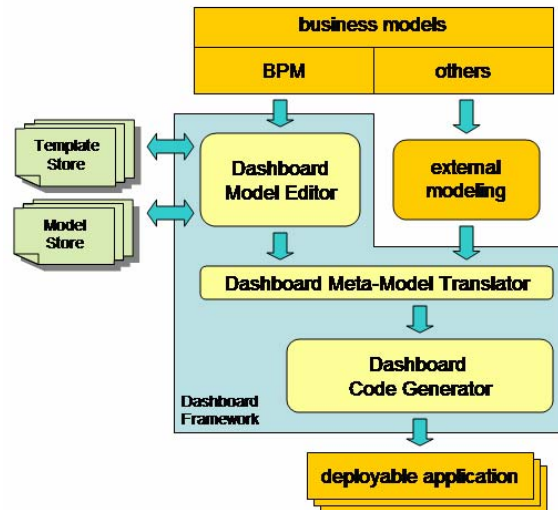 business models
BPM
others
Template
Store
Dashboard
Model Editor
external
modeling
Model
Store
Dashboard Meta-Model Translator
Dashboard
Code Generator
Dashboard
Framework
deployable application